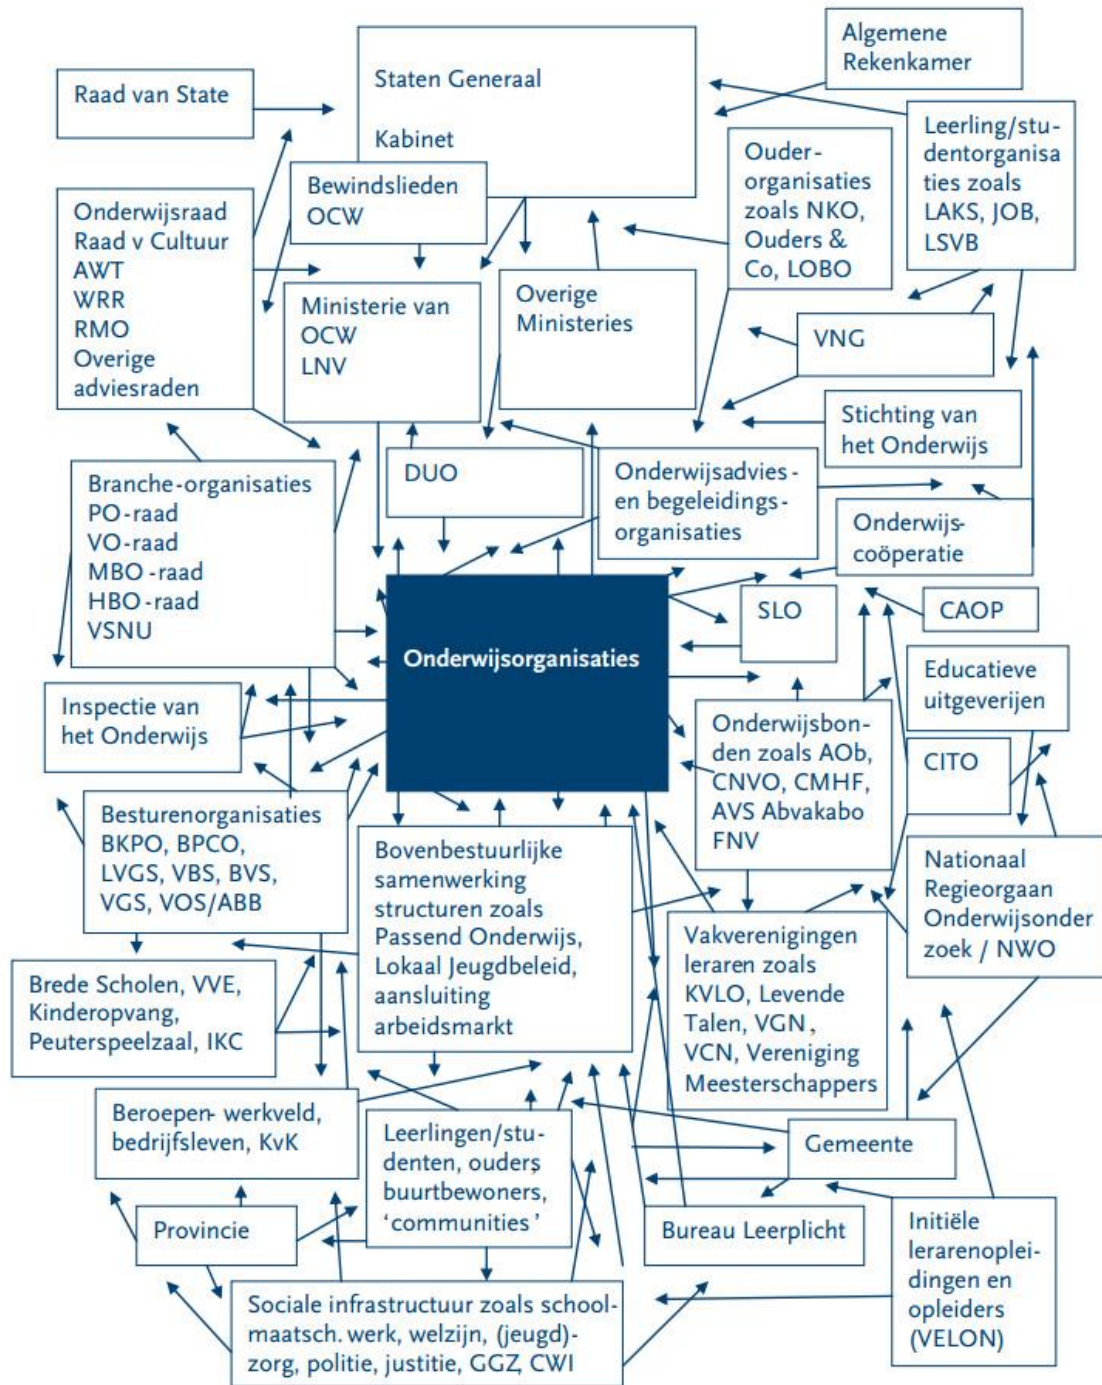 Algemene
Rekenkamer
Staten Generaal
Kabinet
Raad van State
Leerling/stu-
dentorganisa
ties zoals
LAKS, JOB,
LSVB
Ouder-
organisaties
zoals NKO,
Ouders &
Co, LOBO
Bewindslieden
OCW
Onderwijsraad
Raad v Cultuur
AWT
WRR
RMO
Overige
adviesraden
Ministerie van
OCW
LNV
Overige
Ministeries
VNG
Stichting van
het Onderwijs
DUO
Onderwijsadvies-
en begeleidings-
organisaties
Branche-organisaties
PO-raad
VO-raad
MBO-raad
HBO-raad
VSNU
Onderwijs-
coöperatie
SLO
CAOP
Onderwijsorganisaties
Educatieve
uitgeverijen
Inspectie van
het Onderwijs
Onderwijsbon-
den zoals AOb,
CNVO, CMHF,
AVS Abvakabo
FNV
CITO
Besturenorganisaties
BKPO, BPCO,
LVGS, VBS, BVS,
VGS, VOS/ABB
Bovenbestuurlijke
samenwerking
structuren zoals
Passend Onderwijs,
Lokaal Jeugdbeleid,
aansluiting
arbeidsmarkt
Nationaal
Regieorgaan
Onderwijsonder
zoek / NWO
Vakverenigingen
leraren zoals
KVLO, Levende
Talen, VGN,
VCN, Vereniging
Meesterschappers
Brede Scholen, VVE,
Kinderopvang,
Peuterspeelzaal, IKC
Beroepen- werkveld,
bedrijfsleven, KvK
Leerlingen/stu-
denten, ouders,
buurtbewoners,
‘communities’
Gemeente
Provincie
Bureau Leerplicht
Initiële
lerarenoplei-
dingen en
opleiders
(VELON)
Sociale infrastructuur zoals school-
maatsch. werk, welzijn, (jeugd)-
zorg, politie, justitie, GGZ, CWI